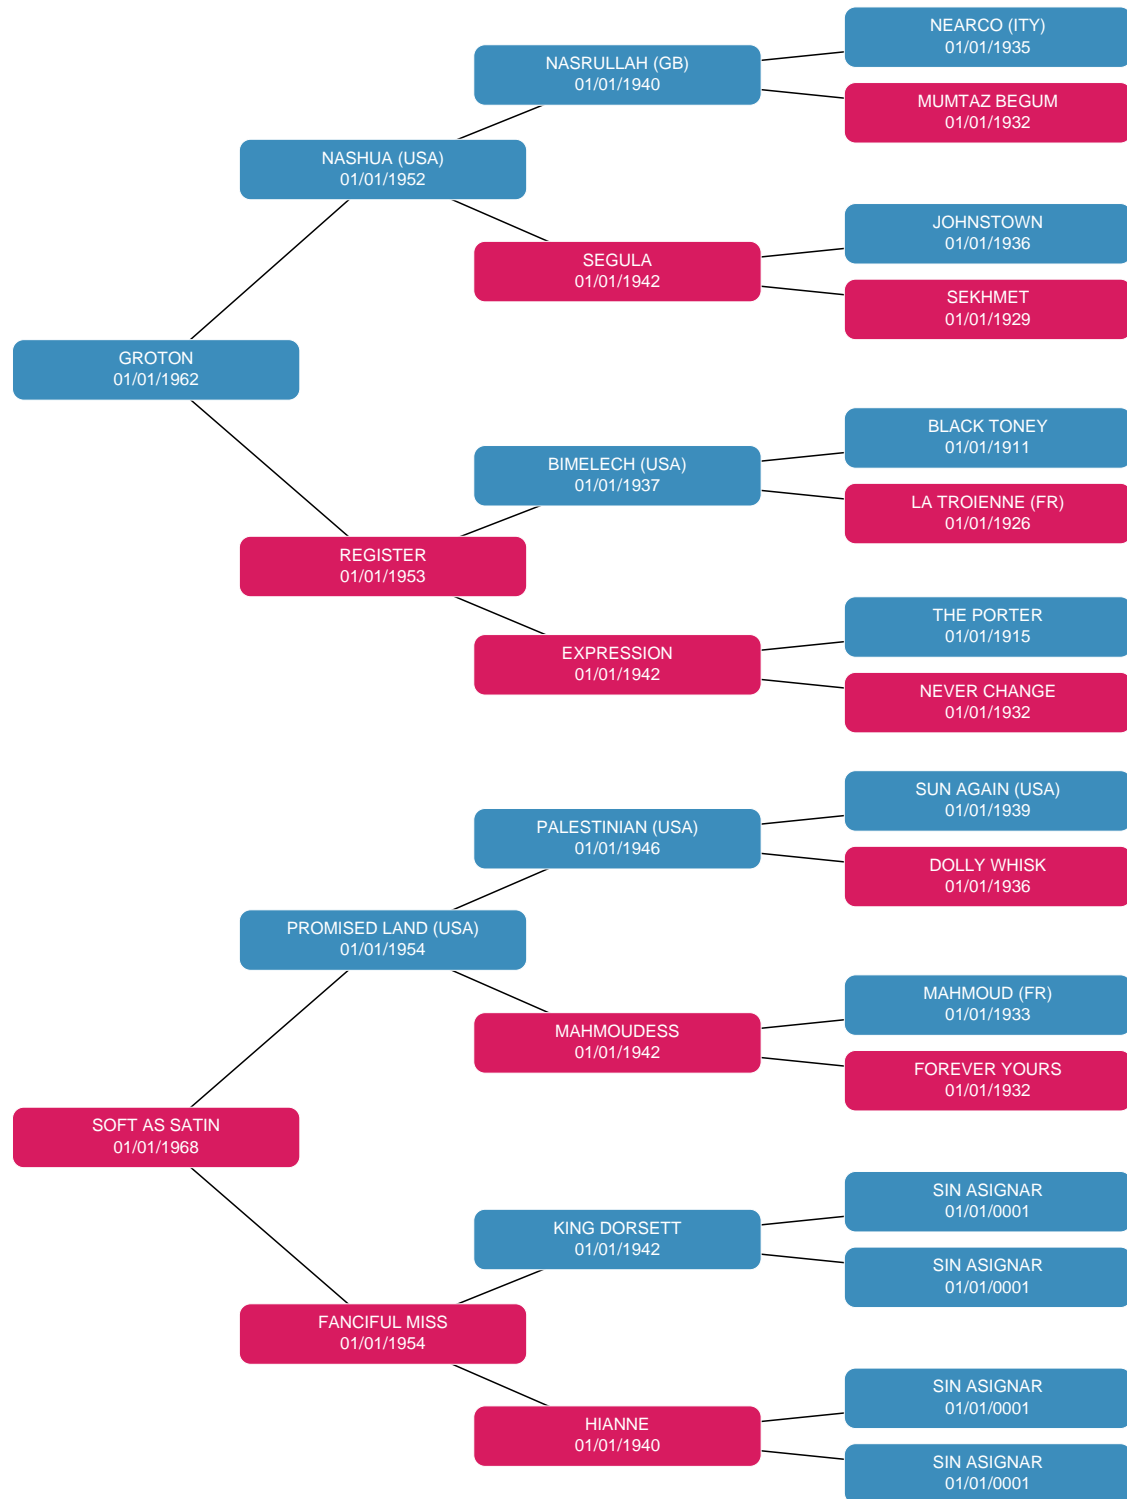 NEARCO (ITY)
01/01/1935
NASRULLAH (GB)
01/01/1940
MUMTAZ BEGUM
01/01/1932
NASHUA (USA)
01/01/1952
JOHNSTOWN
01/01/1936
SEGULA
01/01/1942
SEKHMET
01/01/1929
GROTON
01/01/1962
BLACK TONEY
01/01/1911
BIMELECH (USA)
01/01/1937
LA TROIENNE (FR)
01/01/1926
REGISTER
01/01/1953
THE PORTER
01/01/1915
EXPRESSION
01/01/1942
NEVER CHANGE
01/01/1932
SUN AGAIN (USA)
01/01/1939
PALESTINIAN (USA)
01/01/1946
DOLLY WHISK
01/01/1936
PROMISED LAND (USA)
01/01/1954
MAHMOUD (FR)
01/01/1933
MAHMOUDESS
01/01/1942
FOREVER YOURS
01/01/1932
SOFT AS SATIN
01/01/1968
SIN ASIGNAR
01/01/0001
KING DORSETT
01/01/1942
SIN ASIGNAR
01/01/0001
FANCIFUL MISS
01/01/1954
SIN ASIGNAR
01/01/0001
HIANNE
01/01/1940
SIN ASIGNAR
01/01/0001